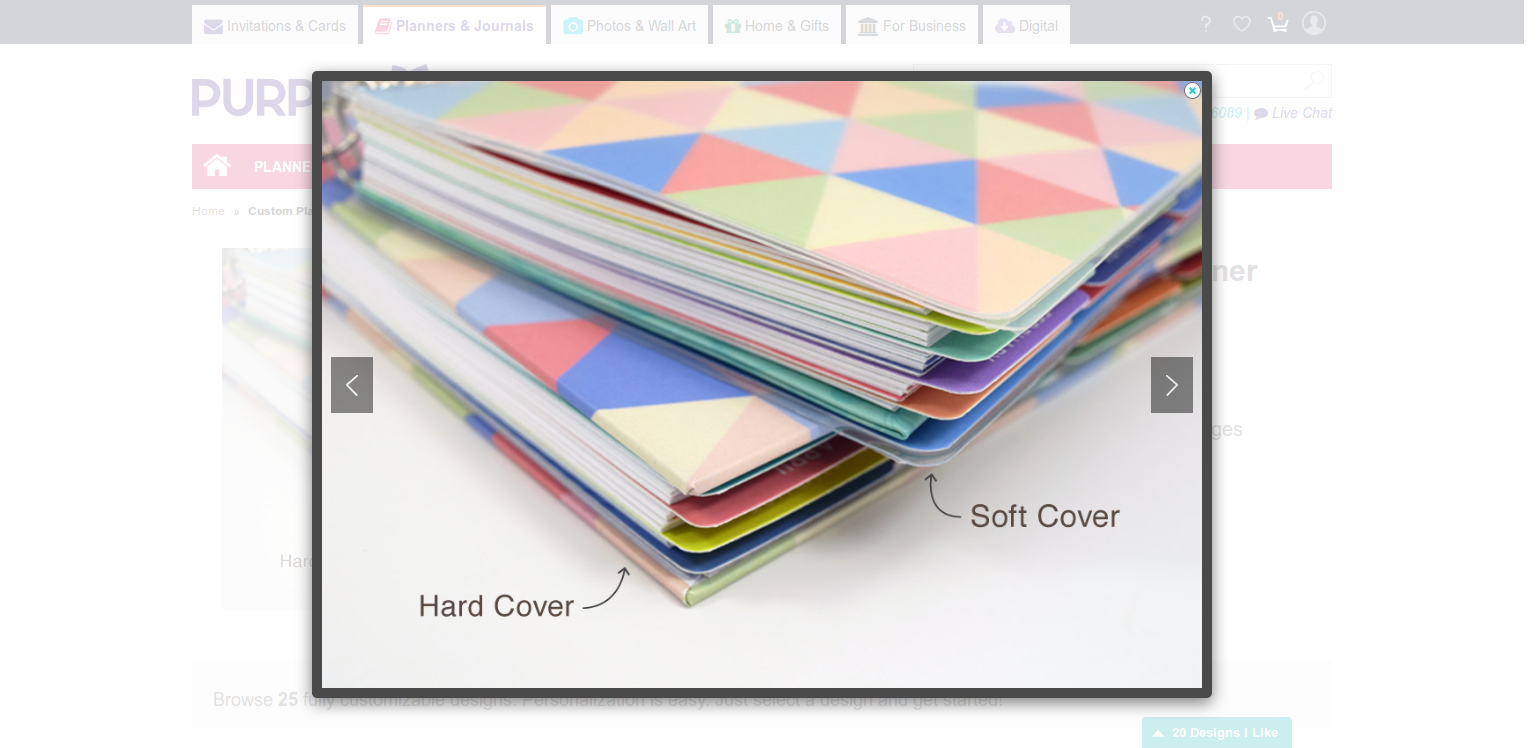 Invitations & Cards
Planners & Journals
Photos & Wall Art
Home & Gifts
For Business
Digital
?
0
PURP
6089 | Live Chat
PLANNE
Home » Custom Pla
ner
ges
Soft Cover
Hard Cover
Hard
Browse 25 fully customizable designs. Personalization is easy. Just select a design and get started!
20 Designs I Like